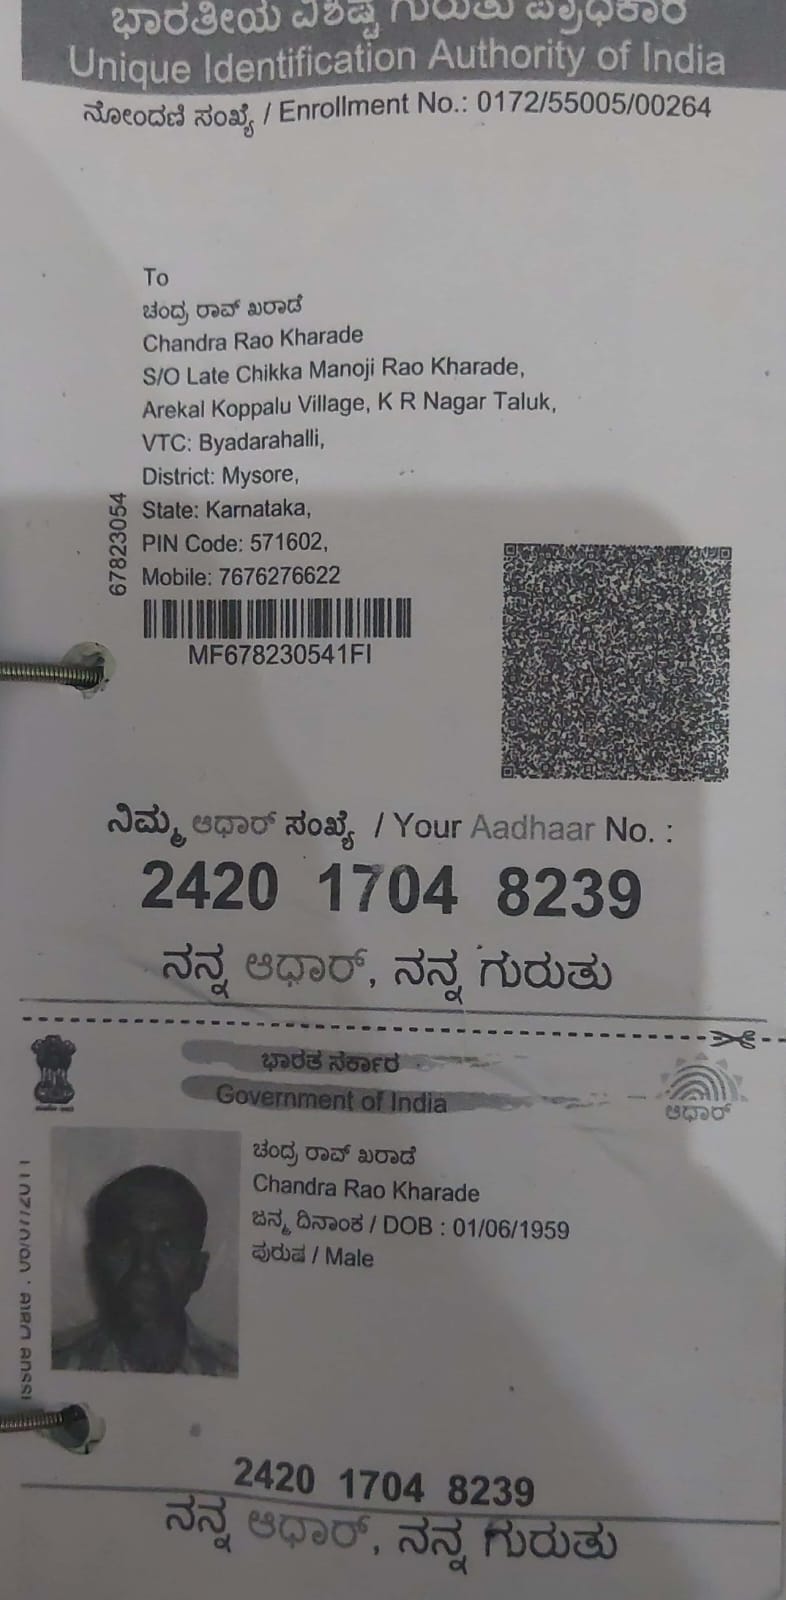 ಭಾರತೀಯ ವಿಶಿಷ್ಟ ಗುರುತು ಪ್ರಾಧಿಕಾರ
Unique Identification Authority of India
ನೋಂದಣಿ ಸಂಖ್ಯೆ / Enrollment No.: 0172/55005/00264
To
ಚಂದ್ರ ರಾವ್ ಖರಾಡೆ
Chandra Rao Kharade
S/O Late Chikka Manoji Rao Kharade,
Arekal Koppalu Village, K R Nagar Taluk,
VTC: Byadarahalli,
District: Mysore,
State: Karnataka,
PIN Code: 571602,
Mobile: 7676276622
67823054
MF678230541FI
ನಿಮ್ಮ ಆಧಾರ್ ಸಂಖ್ಯೆ / Your Aadhaar No. :
2420 1704 8239
ನನ್ನ ಆಧಾರ್, ನನ್ನ ಗುರುತು
ಭಾರತ ಸರ್ಕಾರ
Government of India
ಆಧಾರ್
ಚಂದ್ರ ರಾವ್ ಖರಾಡೆ
Chandra Rao Kharade
ಜನ್ಮ ದಿನಾಂಕ / DOB : 01/06/1959
ಪುರುಷ / Male
2420 1704 8239
ನನ್ನ ಆಧಾರ್, ನನ್ನ ಗುರುತು